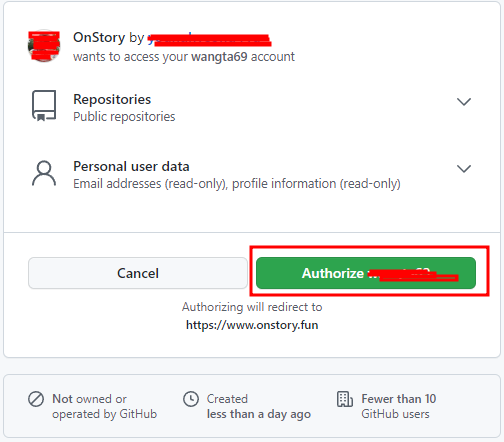 OnStory by
wants to access your wangta69 account
Repositories
Public repositories
Personal user data
Email addresses (read-only), profile information (read-only)
Cancel
Authorize
Authorizing will redirect to
https://www.onstory.fun
Not owned or
operated by GitHub
Created
less than a day ago
Fewer than 10
GitHub users